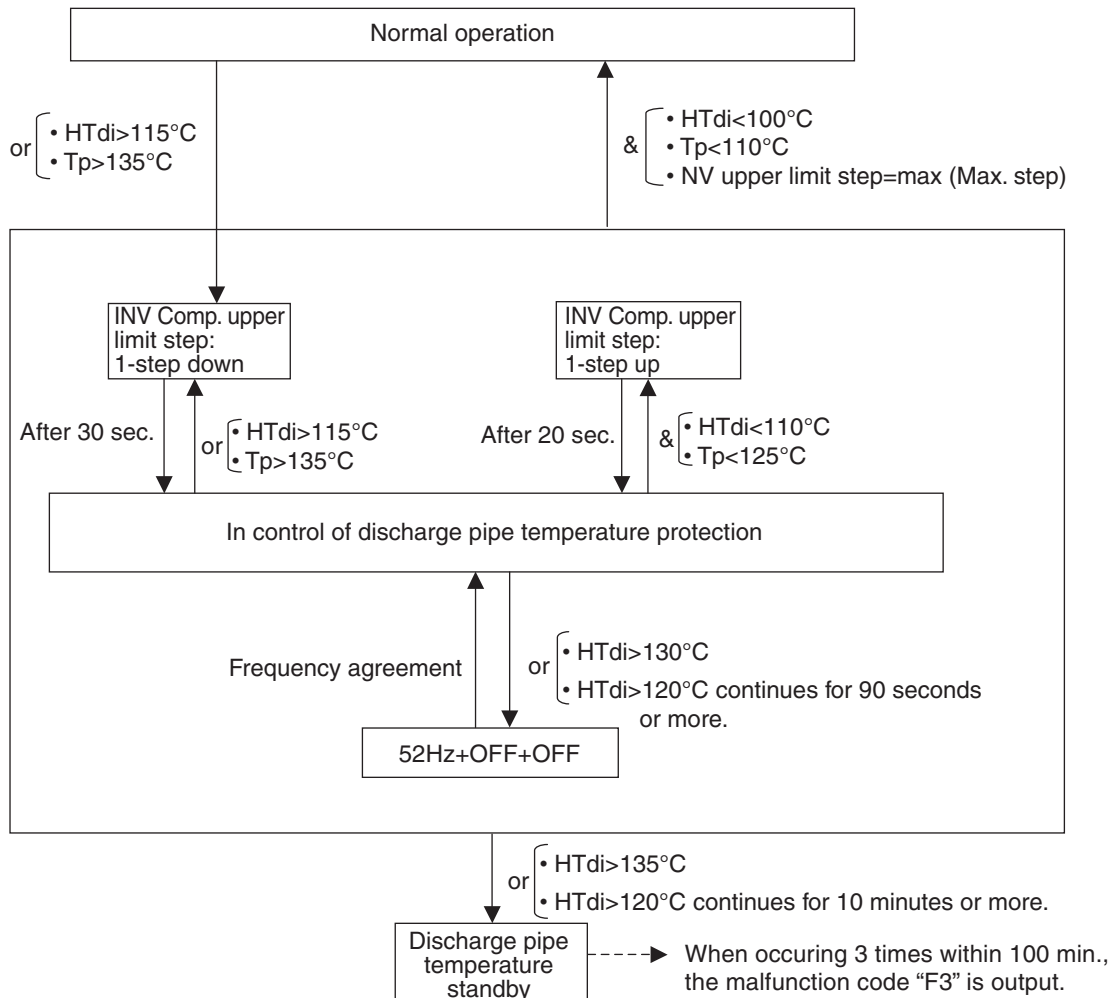 Normal operation
or
• HTdi>115°C
• Tp>135°C
&
• HTdi<100°C
• Tp<110°C
• NV upper limit step=max (Max. step)
INV Comp. upper
limit step:
1-step down
INV Comp. upper
limit step:
1-step up
After 30 sec.
or
• HTdi>115°C
• Tp>135°C
After 20 sec.
&
• HTdi<110°C
• Tp<125°C
In control of discharge pipe temperature protection
Frequency agreement
or
• HTdi>130°C
• HTdi>120°C continues for 90 seconds
or more.
52Hz+OFF+OFF
or
• HTdi>135°C
• HTdi>120°C continues for 10 minutes or more.
Discharge pipe
temperature
standby
When occuring 3 times within 100 min.,
the malfunction code “F3” is output.